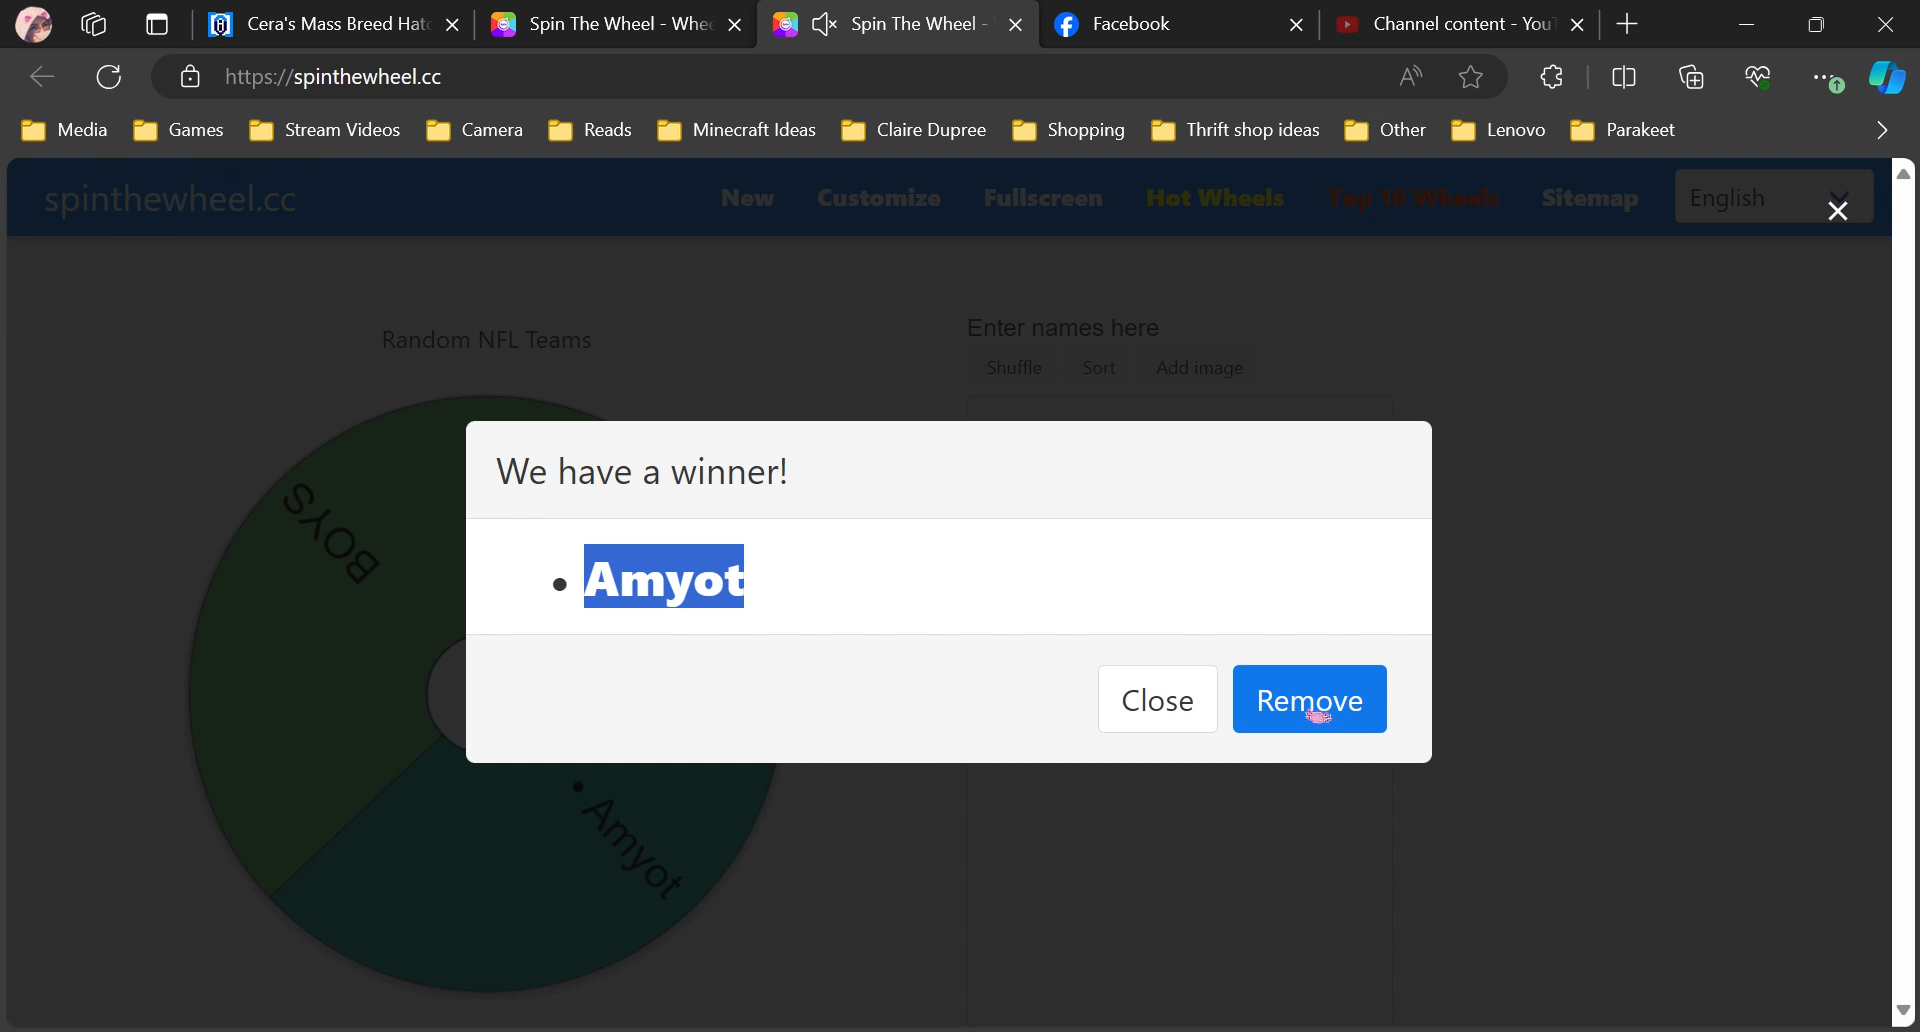 Cera's Mass Breed Hatc
Spin The Wheel - Whee
Spin The Wheel -
Facebook
Channel content - YouT
https://spinthewheel.cc
Media
Games
Stream Videos
Camera
Reads
Minecraft Ideas
Claire Dupree
Shopping
Thrift shop ideas
Other
Lenovo
Parakeet
spinthewheel.cc
New
Customize
Fullscreen
Hot Wheels
Top 10 Wheels
Sitemap
English
Random NFL Teams
Enter names here
Shuffle
Sort
Add image
BOYS
We have a winner!
• Amyot
Close
Remove
• Amyot